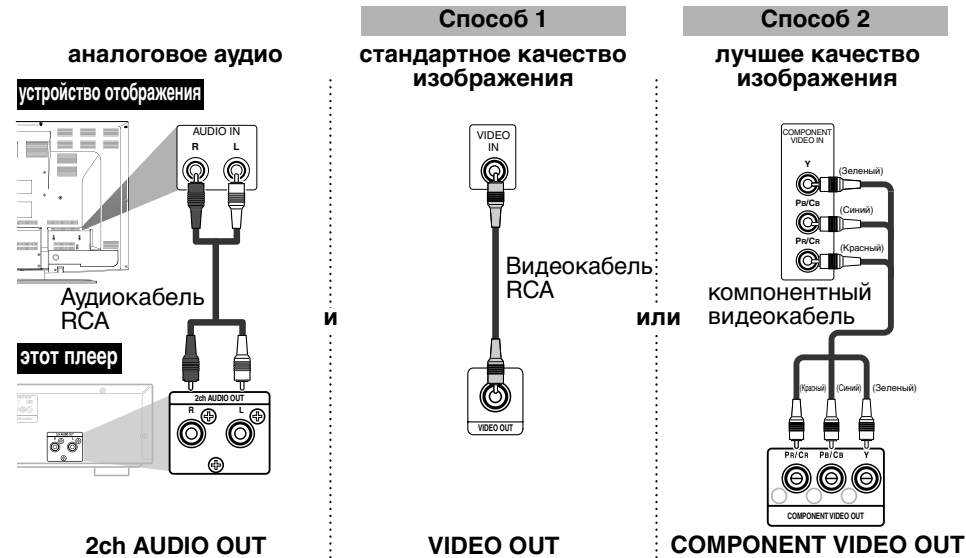 аналоговое аудио
устройство отображения
AUDIO IN
R L
Аудиокабель
RCA
этот плеер
2ch AUDIO OUT
R L
2ch AUDIO OUT
и
Способ 1
стандартное качество
изображения
VIDEO
IN
Видеокабель
RCA
VIDEO OUT
VIDEO OUT
или
Способ 2
лучшее качество
изображения
COMPONENT
VIDEO IN
Y
(Зеленый)
PB/CB
(Синий)
PR/CR
(Красный)
компонентный
видеокабель
(Красный) (Синий) (Зеленый)
PR/CR PB/CB Y
COMPONENT VIDEO OUT
COMPONENT VIDEO OUT